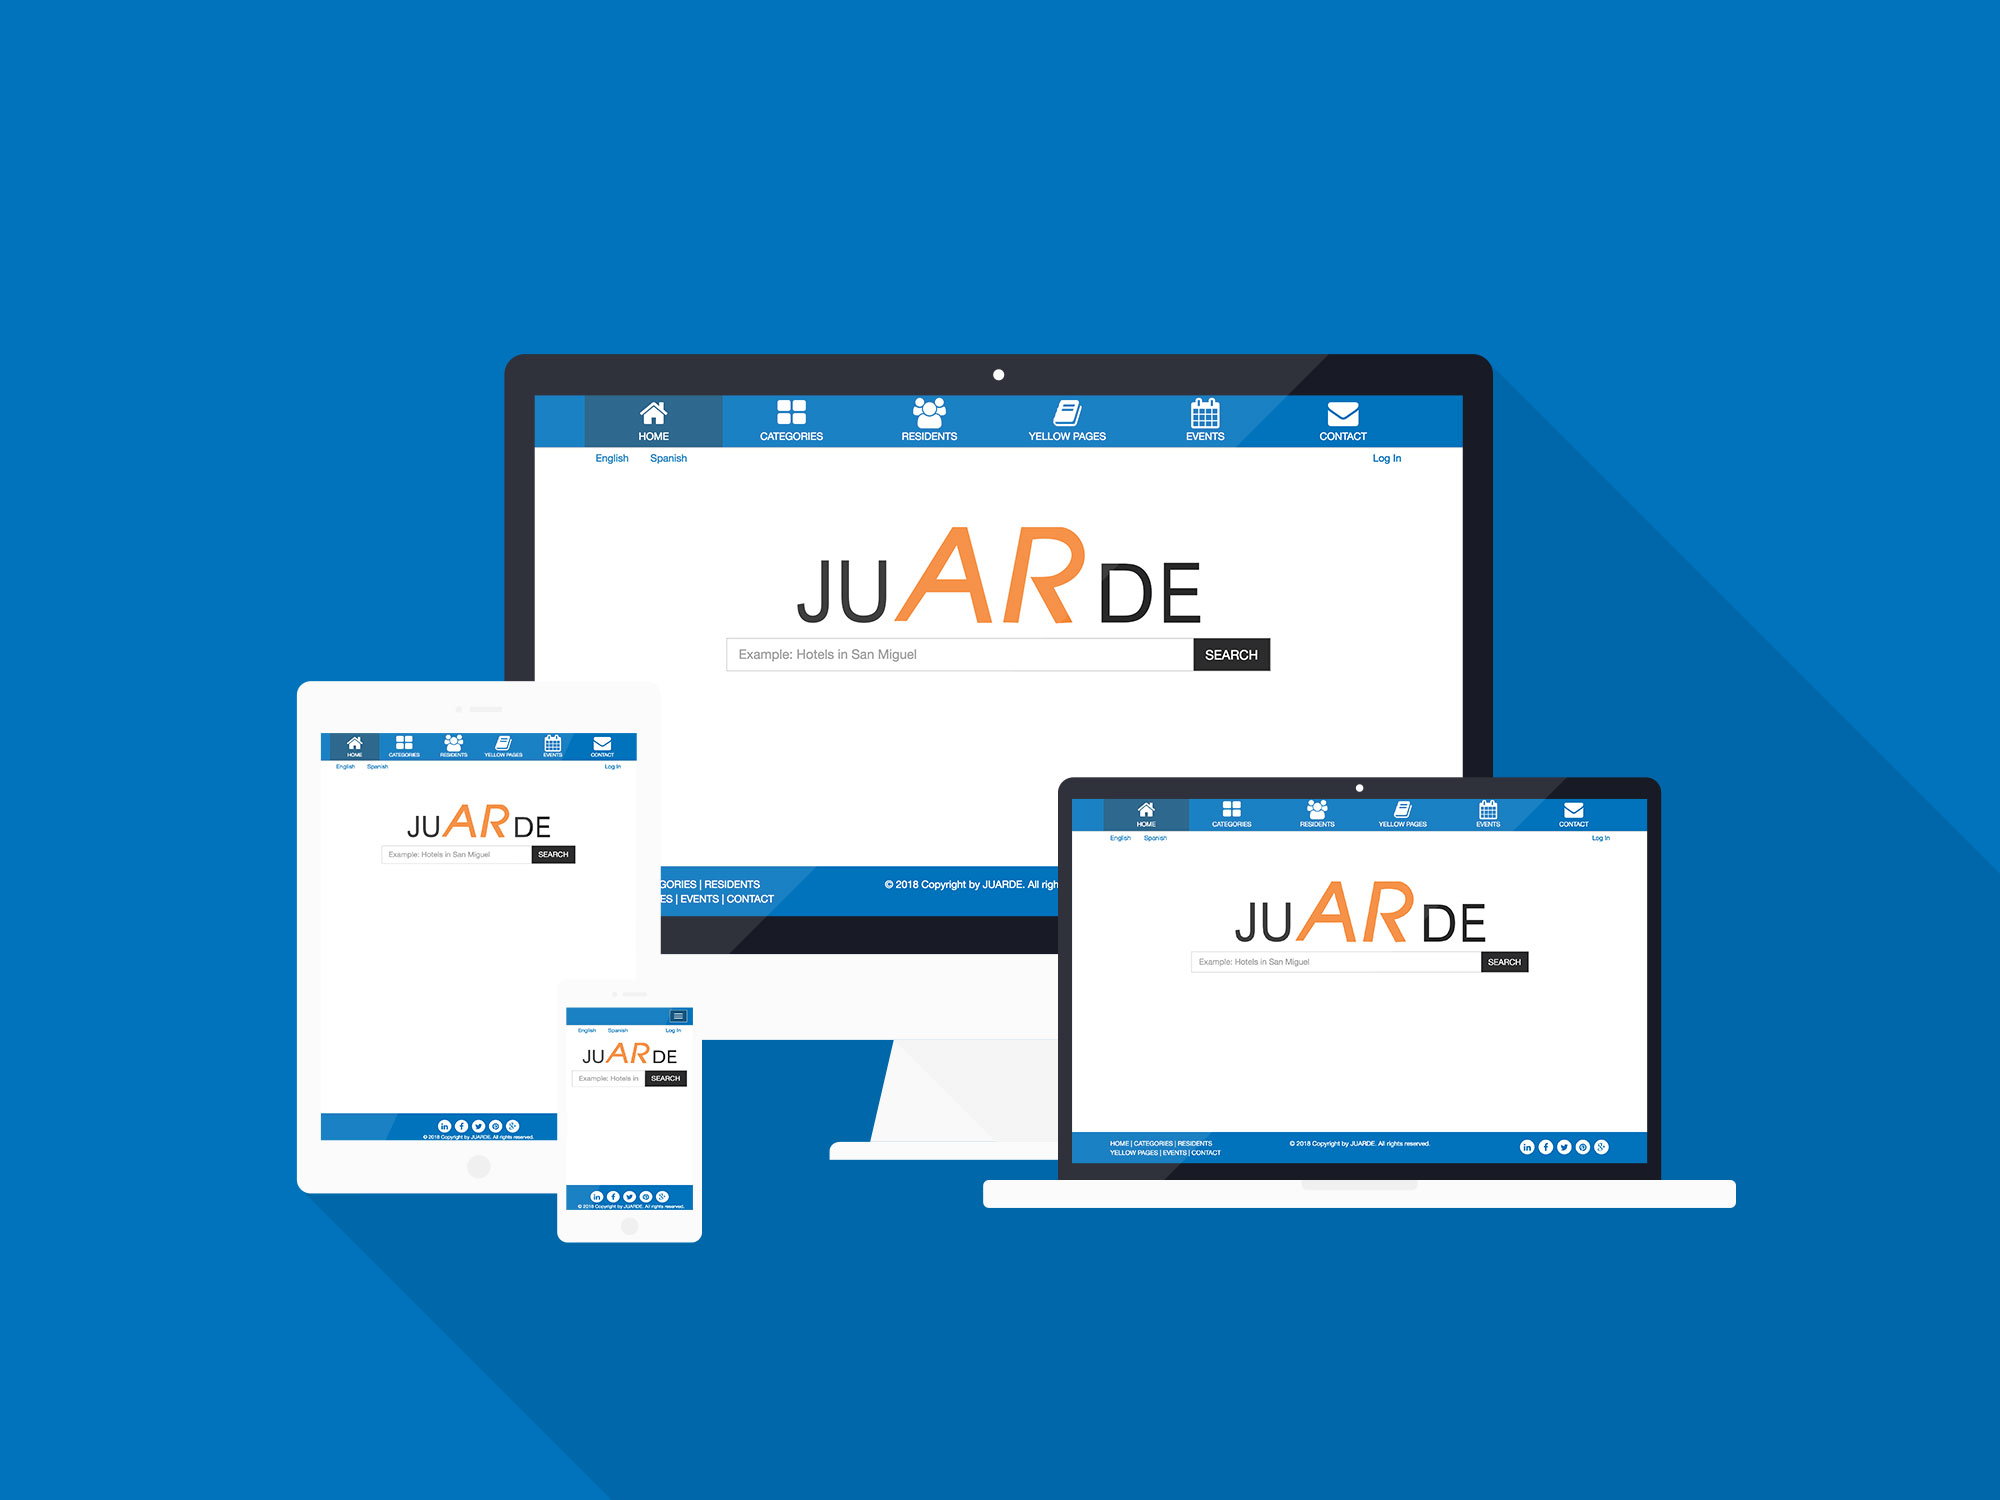 HOME CATEGORIES RESIDENTS YELLOW PAGES EVENTS CONTACT
English Spanish Log In
JUARDE
Example: Hotels in San Miguel SEARCH
GORIES | RESIDENTS
ES | EVENTS | CONTACT
© 2018 Copyright by JUARDE. All righ
HOME CATEGORIES RESIDENTS YELLOW PAGES EVENTS CONTACT
English Spanish Log In
JUARDE
Example: Hotels in San Miguel SEARCH
© 2018 Copyright by JUARDE. All rights reserved.
English Spanish Log In
JUARDE
Example: Hotels in SEARCH
© 2018 Copyright by JUARDE. All rights reserved.
HOME CATEGORIES RESIDENTS YELLOW PAGES EVENTS CONTACT
English Spanish Log In
JUARDE
Example: Hotels in San Miguel SEARCH
HOME | CATEGORIES | RESIDENTS
YELLOW PAGES | EVENTS | CONTACT
© 2018 Copyright by JUARDE. All rights reserved.